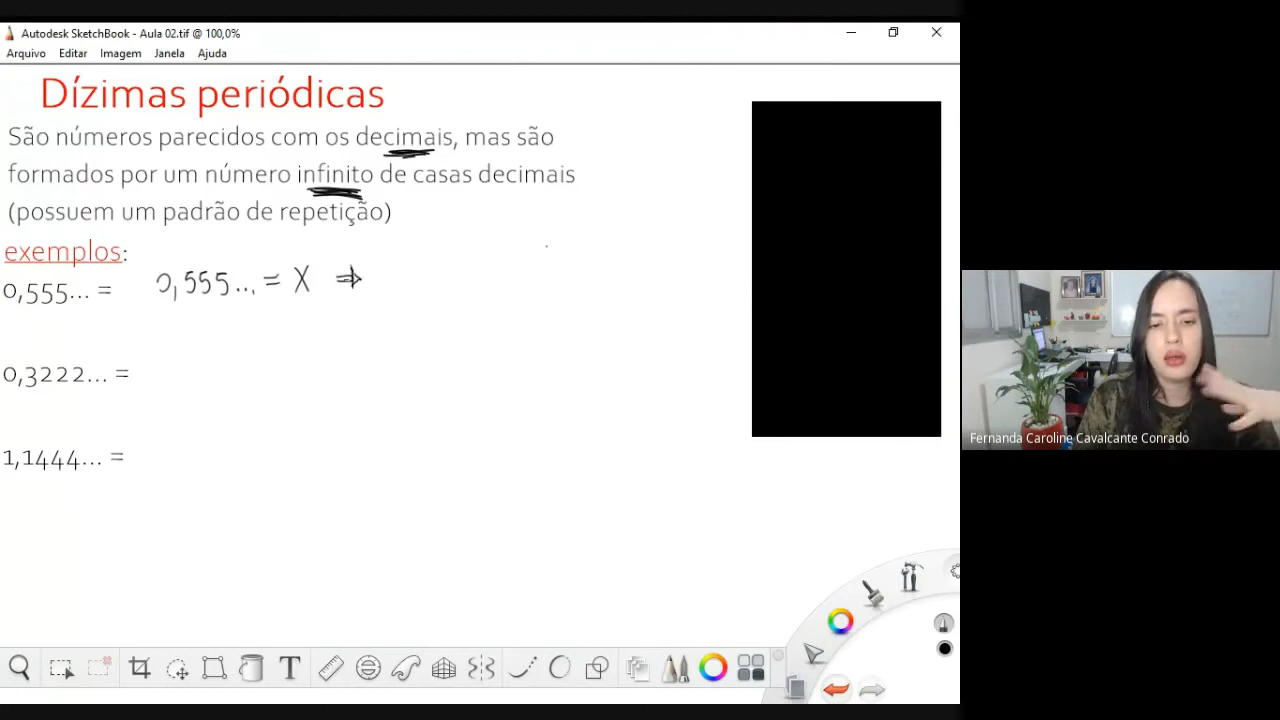 Autodesk SketchBook - Aula 02.tif @ 100,0%
Arquivo Editar Imagem Janela Ajuda
Dízimas periódicas
São números parecidos com os decimais, mas são
formados por um número infinito de casas decimais
(possuem um padrão de repetição)
exemplos:
0,555... = 0,555... = X ⇒
0,3222... =
1,1444... =
Fernanda Caroline Cavalcante Conrado